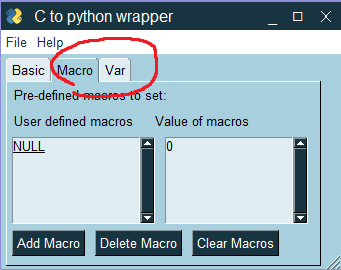 C to python wrapper
File Help
Basic Macro Var
Pre-defined macros to set:
User defined macros Value of macros
NULL 0
Add Macro Delete Macro Clear Macros